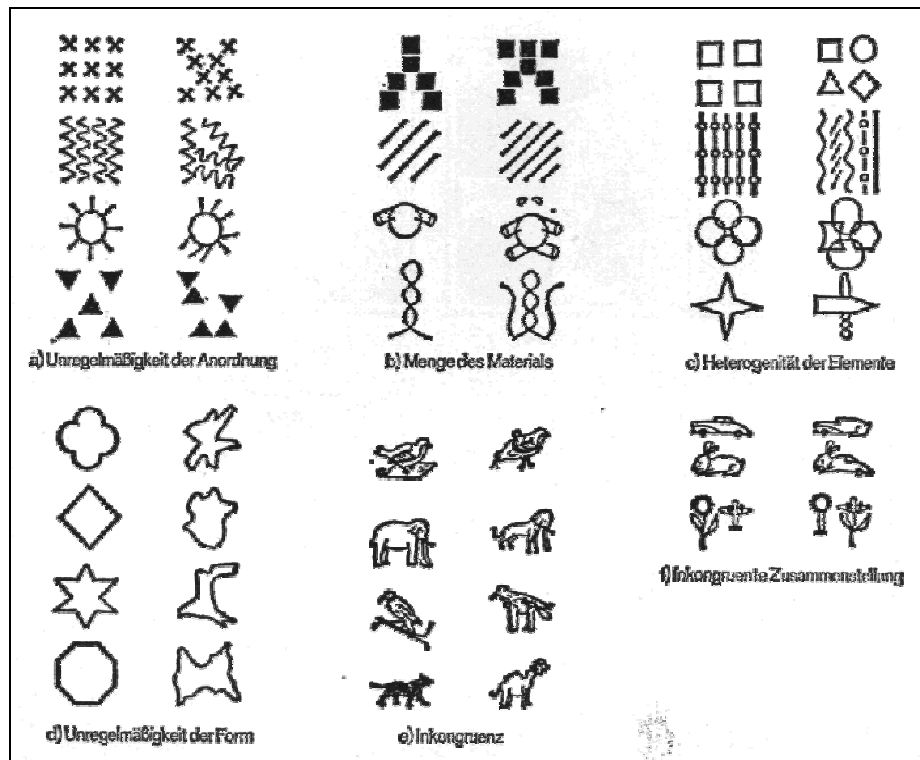 a) Unregelmäßigkeit der Anordnung
b) Menge des Materials
c) Heterogenität der Elemente
d) Unregelmäßigkeit der Form
e) Inkongruenz
f) Inkongruente Zusammenstellung